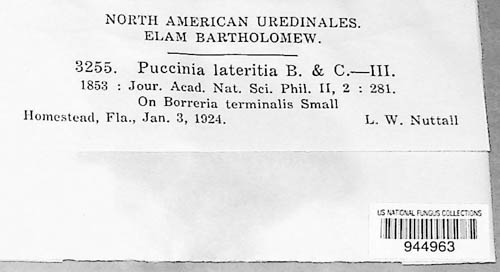 NORTH AMERICAN UREDINALES.
ELAM BARTHOLOMEW.
3255. Puccinia lateritia B. & C.—III.
1853 : Jour. Acad. Nat. Sci. Phil. II, 2 : 281.
On Borreria terminalis Small
Homestead, Fla., Jan. 3, 1924. L. W. Nuttall
US NATIONAL FUNGUS COLLECTIONS
944963